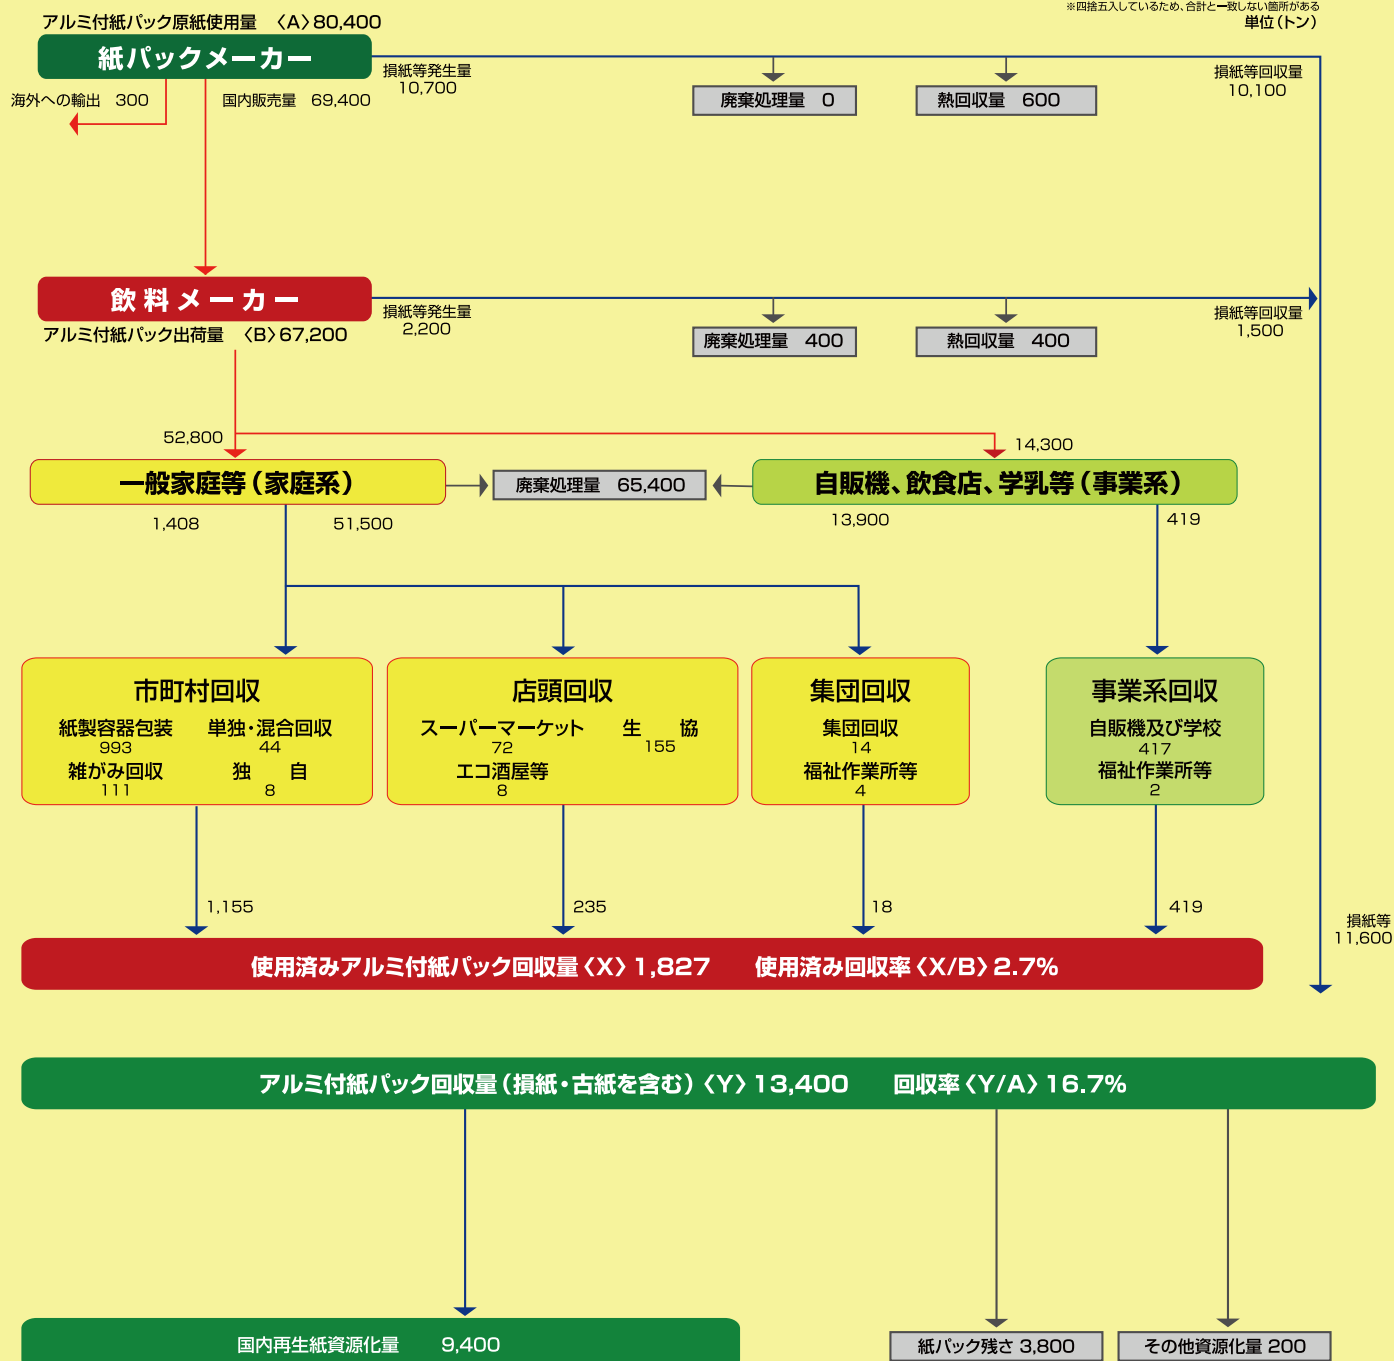 ※四捨五入しているため、合計と一致しない箇所がある
単位（トン）
アルミ付紙パック原紙使用量 〈A〉80,400
紙パックメーカー
損紙等発生量
10,700
廃棄処理量 0
熱回収量 600
損紙等回収量
10,100
海外への輸出 300
国内販売量 69,400
飲料メーカー
アルミ付紙パック出荷量 〈B〉67,200
損紙等発生量
2,200
廃棄処理量 400
熱回収量 400
損紙等回収量
1,500
52,800
14,300
一般家庭等（家庭系）
廃棄処理量 65,400
自販機、飲食店、学乳等（事業系）
1,408
51,500
13,900
419
市町村回収
紙製容器包装 単独・混合回収
993 44
雑がみ回収 独 自
111 8
店頭回収
スーパーマーケット 生 協
72 155
エコ酒屋等
8
集団回収
集団回収
14
福祉作業所等
4
事業系回収
自販機及び学校
417
福祉作業所等
2
1,155
235
18
419
損紙等
11,600
使用済みアルミ付紙パック回収量〈X〉1,827 使用済み回収率〈X/B〉2.7%
アルミ付紙パック回収量（損紙・古紙を含む）〈Y〉13,400 回収率〈Y/A〉16.7%
国内再生紙資源化量 9,400
紙パック残さ 3,800
その他資源化量 200